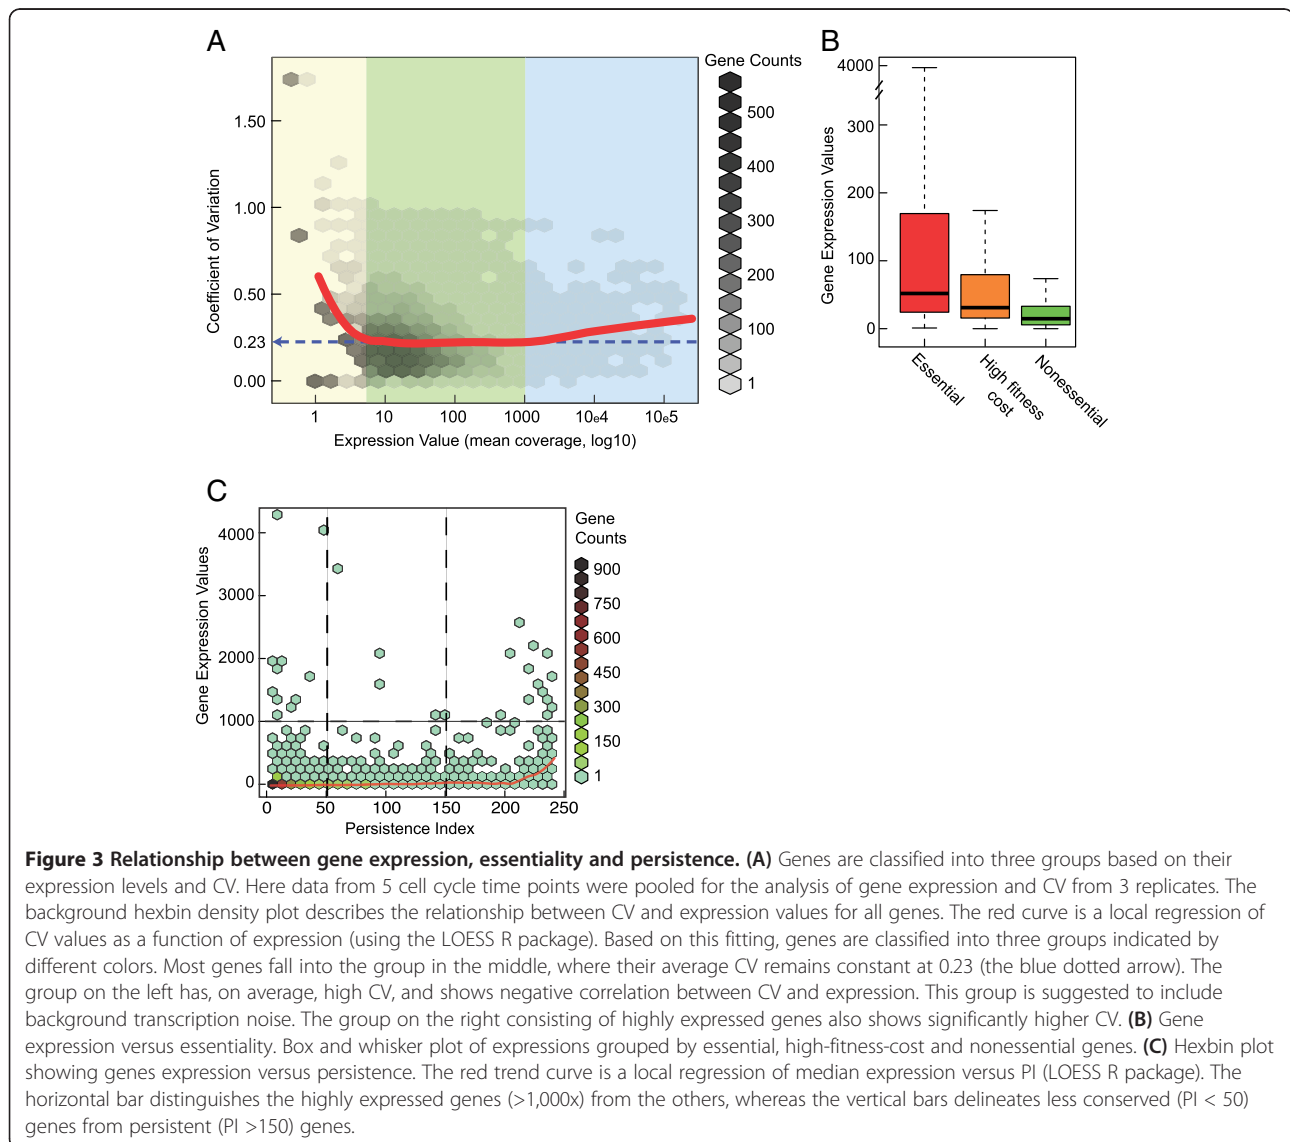 A
Gene Counts
1.50
1.00
0.50
0.23
0.00
Coefficient of Variation
1
10
100
1000
10e4
10e5
Expression Value (mean coverage, log10)
500
400
300
200
100
1
B
4000
300
200
100
0
Gene Expression Values
Essential
High fitness
cost
Nonessential
C
4000
3000
2000
1000
0
Gene Expression Values
0
50
100
150
200
250
Persistence Index
Gene
Counts
900
750
600
450
300
150
1
Figure 3 Relationship between gene expression, essentiality and persistence. (A) Genes are classified into three groups based on their
expression levels and CV. Here data from 5 cell cycle time points were pooled for the analysis of gene expression and CV from 3 replicates. The
background hexbin density plot describes the relationship between CV and expression values for all genes. The red curve is a local regression of
CV values as a function of expression (using the LOESS R package). Based on this fitting, genes are classified into three groups indicated by
different colors. Most genes fall into the group in the middle, where their average CV remains constant at 0.23 (the blue dotted arrow). The
group on the left has, on average, high CV, and shows negative correlation between CV and expression. This group is suggested to include
background transcription noise. The group on the right consisting of highly expressed genes also shows significantly higher CV. (B) Gene
expression versus essentiality. Box and whisker plot of expressions grouped by essential, high-fitness-cost and nonessential genes. (C) Hexbin plot
showing genes expression versus persistence. The red trend curve is a local regression of median expression versus PI (LOESS R package). The
horizontal bar distinguishes the highly expressed genes (>1,000x) from the others, whereas the vertical bars delineates less conserved (PI < 50)
genes from persistent (PI >150) genes.